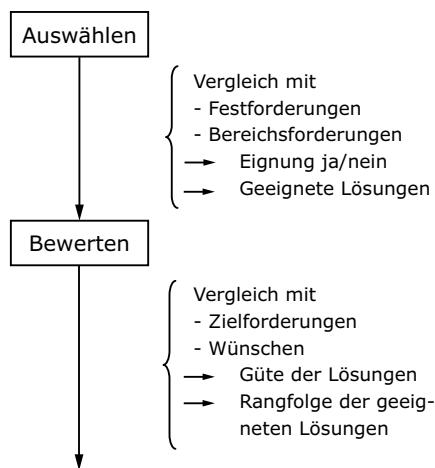 Auswählen
Vergleich mit
- Festforderungen
- Bereichsforderungen
→ Eignung ja/nein
→ Geeignete Lösungen
Bewerten
Vergleich mit
- Zielforderungen
- Wünschen
→ Güte der Lösungen
→ Rangfolge der geeig-
neten Lösungen